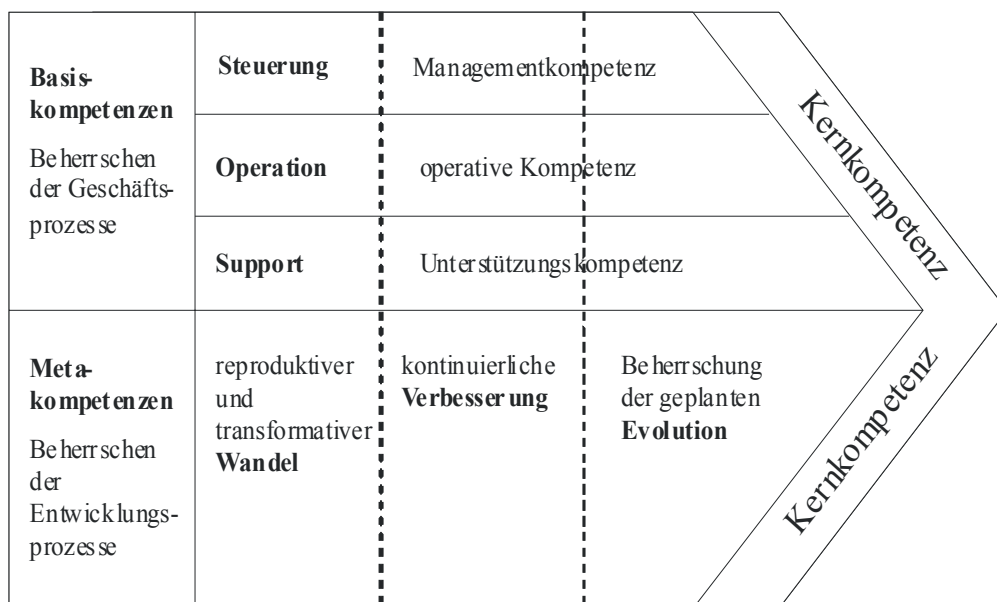 Basis-
kompetenzen
Beherrschen
der Geschäfts-
prozesse
Steuerung
Managementkompetenz
Operation
operative Kompetenz
Support
Unterstützungskompetenz
Kernkompetenz
Meta-
kompetenzen
Beherrschen
der
Entwicklungs-
prozesse
reproduktiver
und
transformativer
Wandel
kontinuierliche
Verbesserung
Beherrschung
der geplanten
Evolution
Kernkompetenz